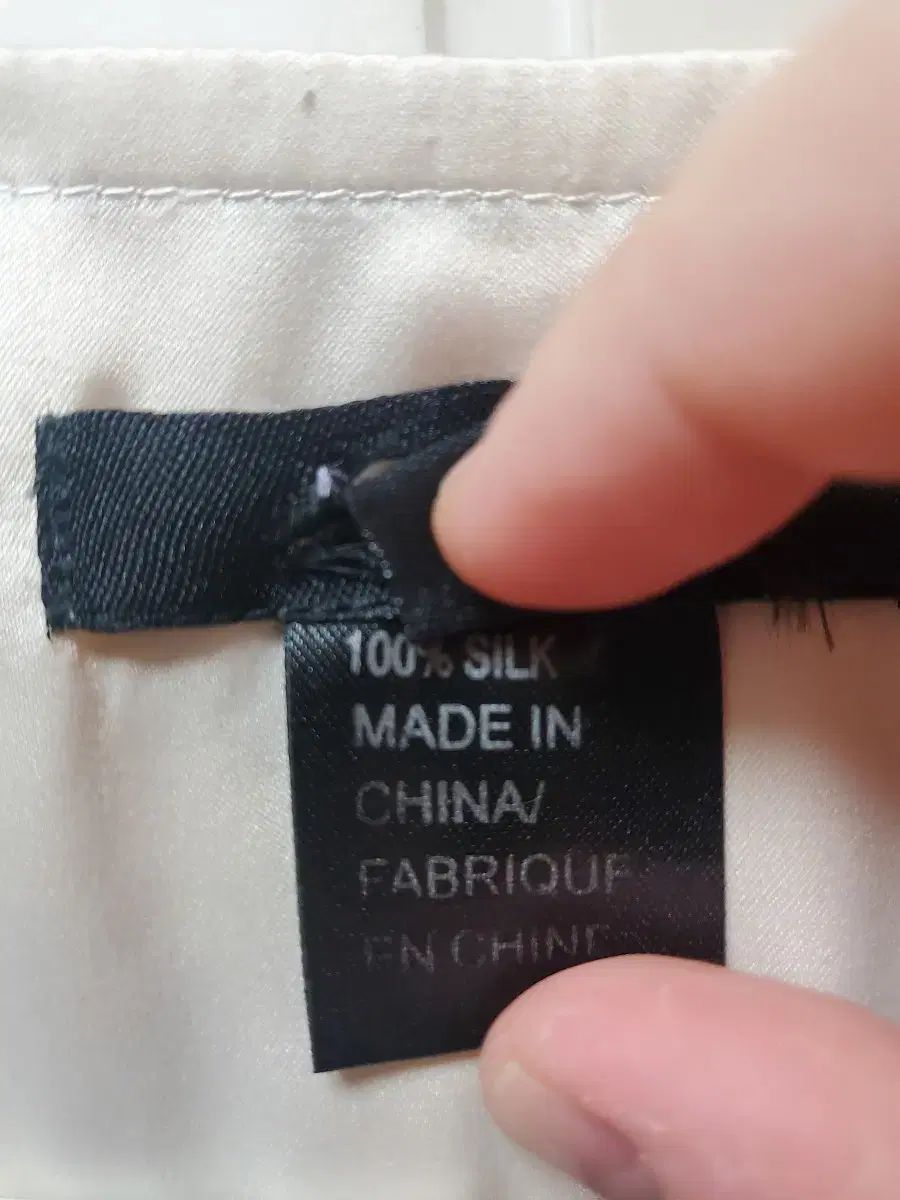 100% SILK
MADE IN
CHINA/
FABRIQUE
EN CHINE